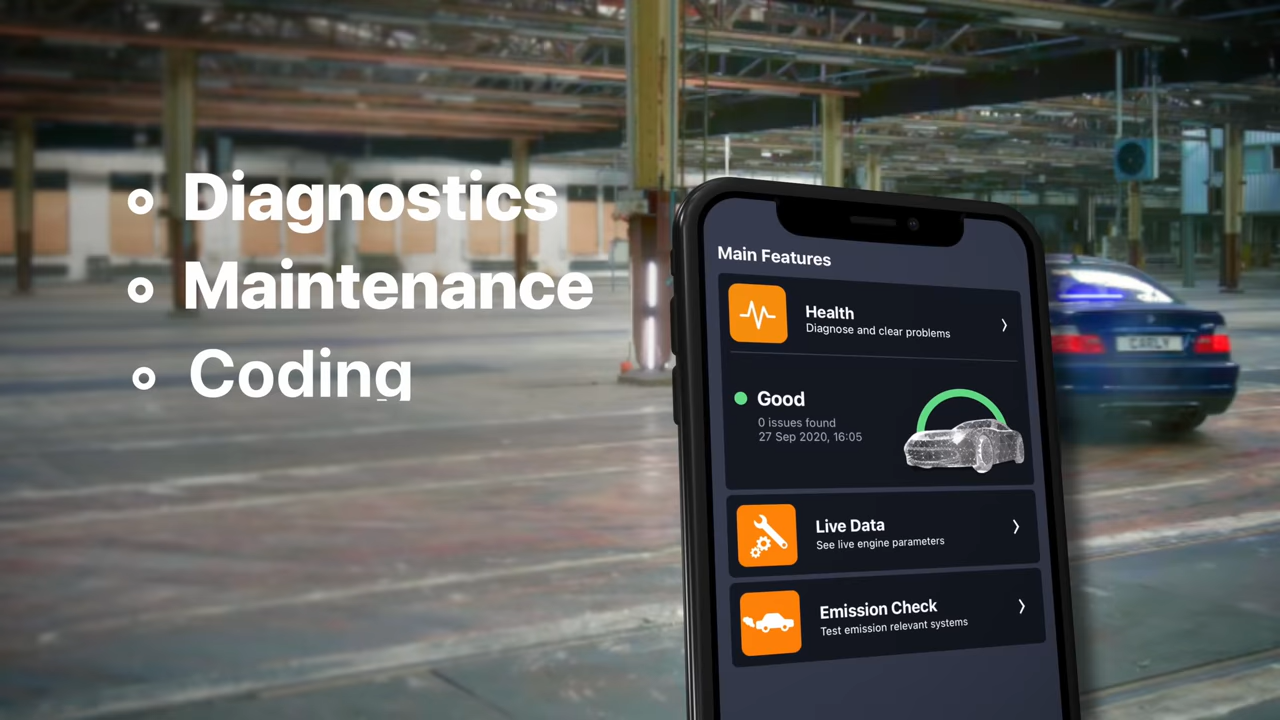 Diagnostics
Maintenance
Coding
Main Features
Health
Diagnose and clear problems
Good
0 issues found
27 Sep 2020, 16:05
Live Data
See live engine parameters
Emission Check
Test emission relevant systems
CARLY